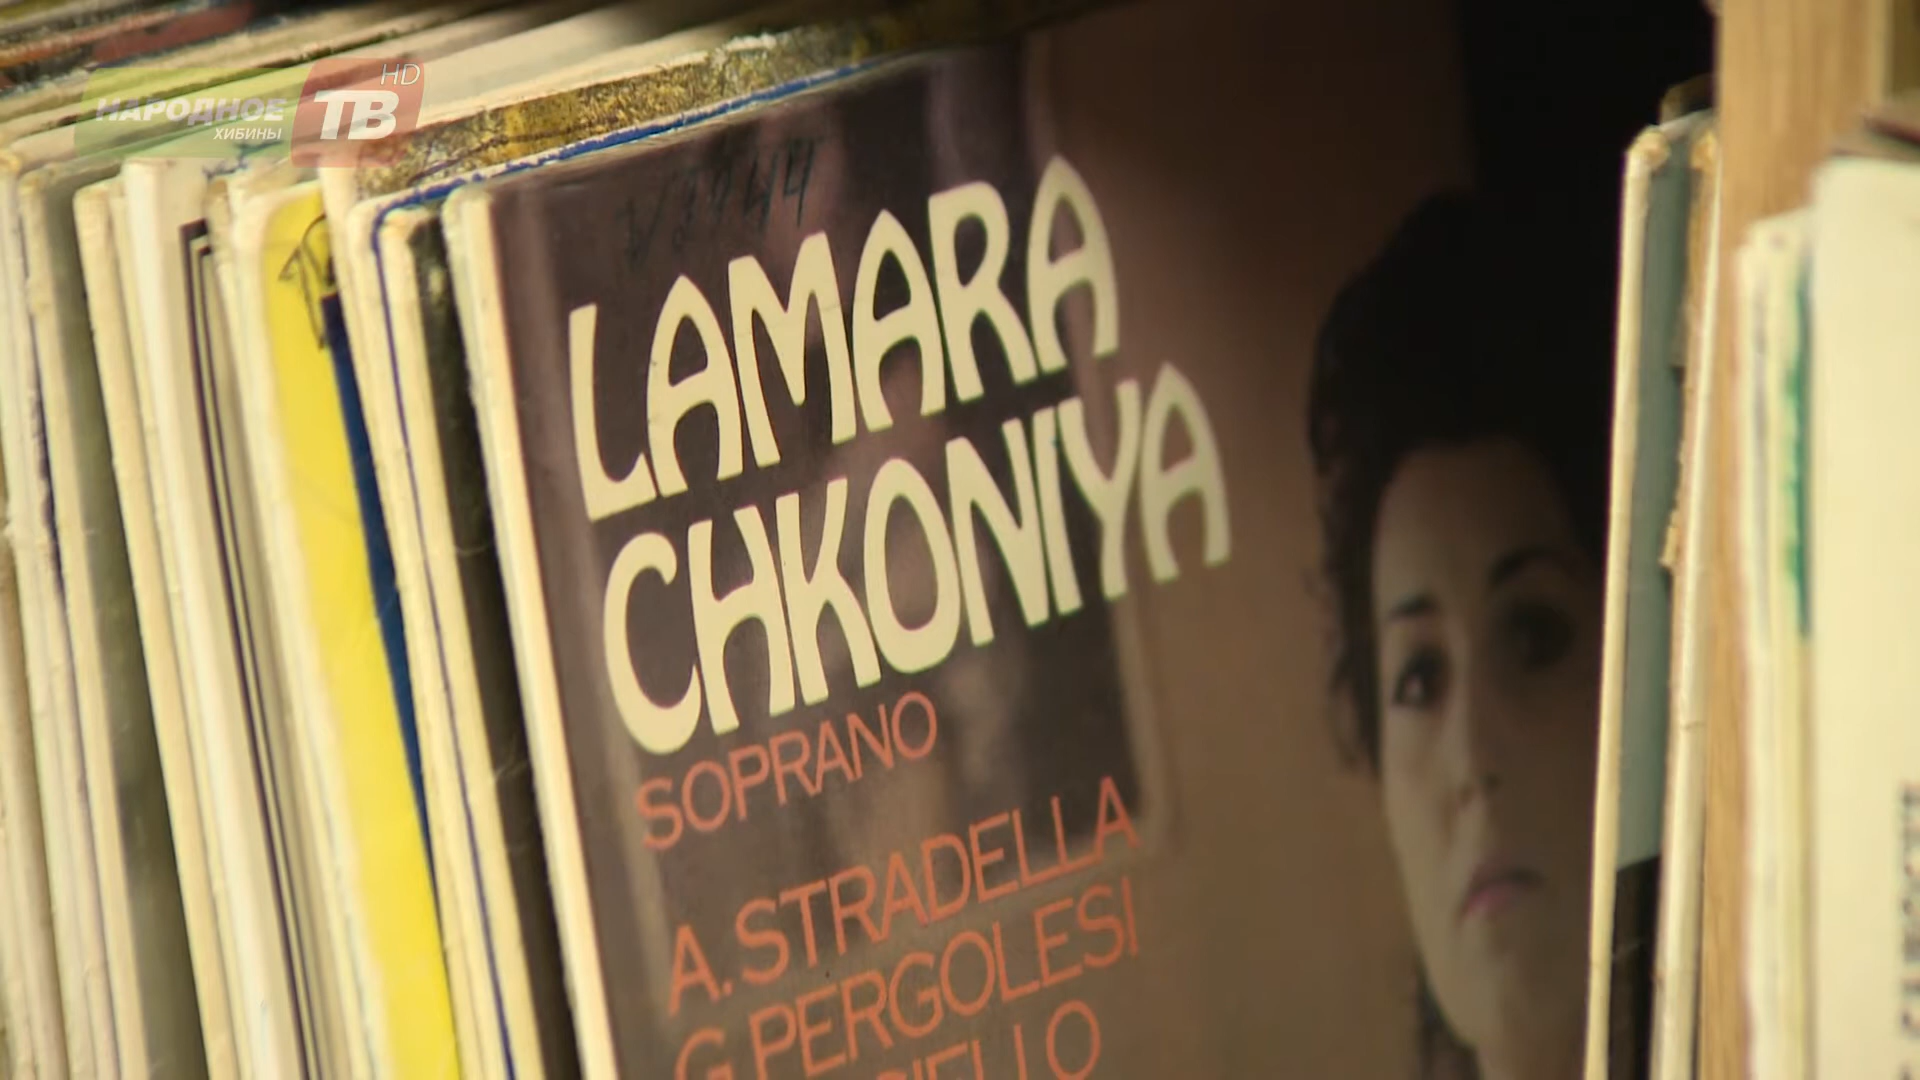 НАРОДНОЕ ТВ HD
ХИБИНЫ
LAMARA
CHKONIYA
SOPRANO
A. STRADELLA
G. PERGOLESI